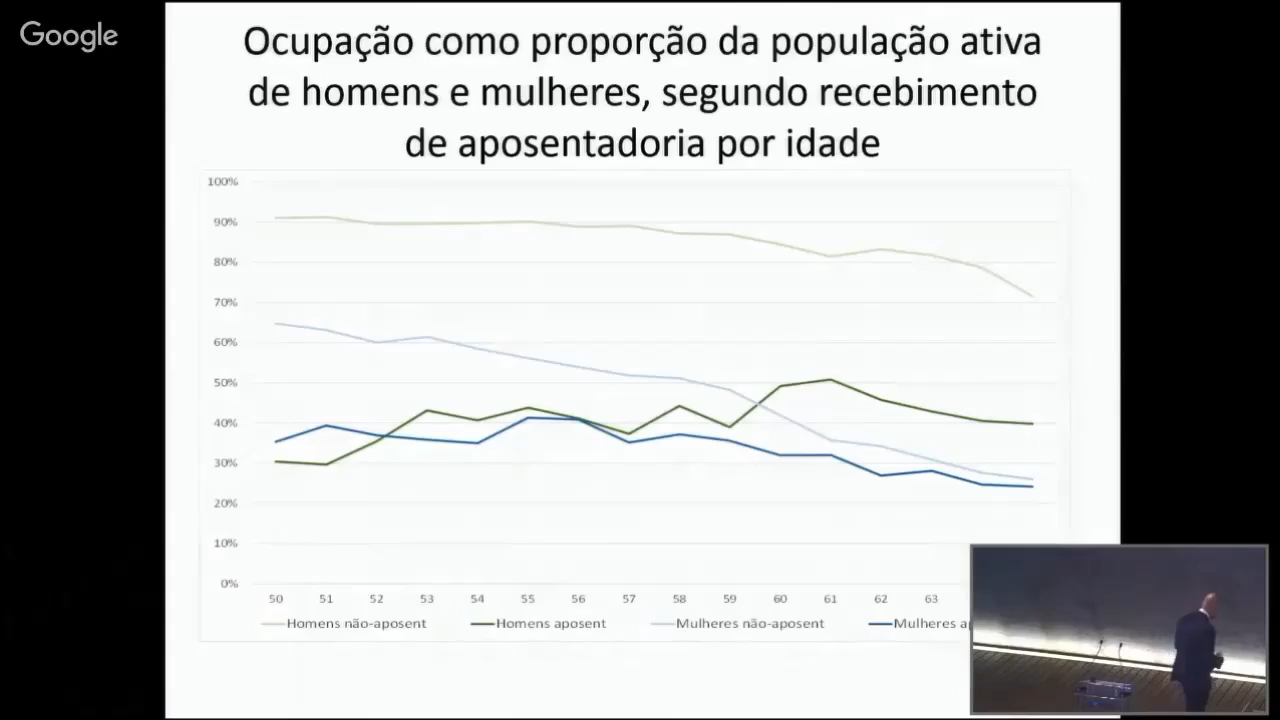 Google
Ocupação como proporção da população ativa
de homens e mulheres, segundo recebimento
de aposentadoria por idade
100%
90%
80%
70%
60%
50%
40%
30%
20%
10%
0%
50 51 52 53 54 55 56 57 58 59 60 61 62 63
Homens não-aposent Homens aposent Mulheres não-aposent Mulheres